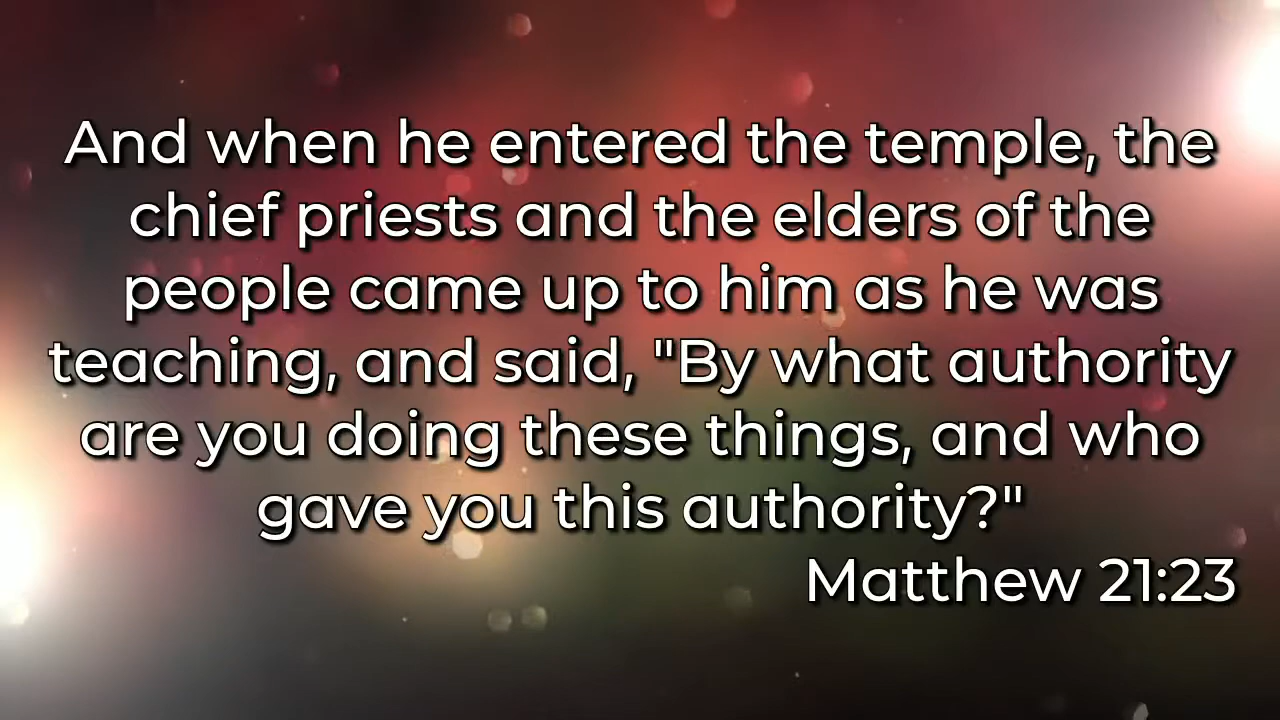 And when he entered the temple, the
chief priests and the elders of the
people came up to him as he was
teaching, and said, "By what authority
are you doing these things, and who
gave you this authority?"
Matthew 21:23